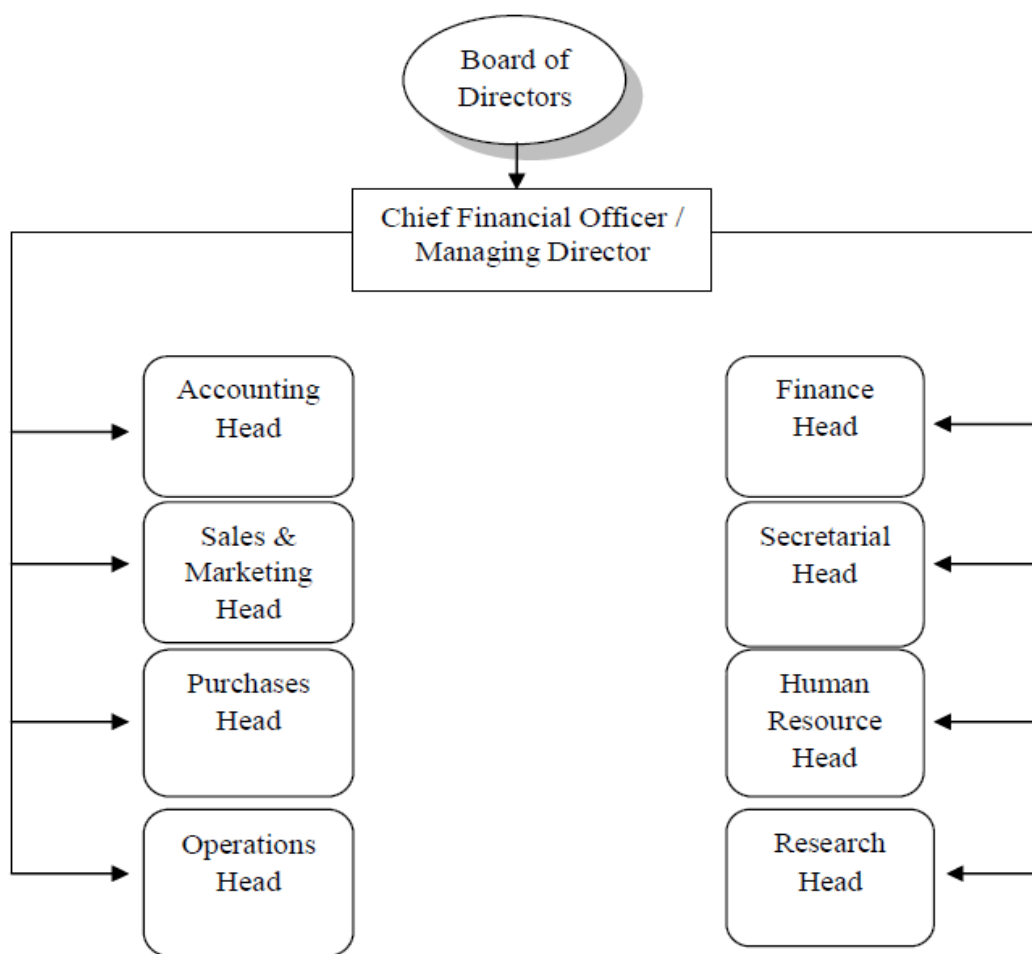 Board of
Directors
Chief Financial Officer /
Managing Director
Accounting
Head
Finance
Head
Sales &
Marketing
Head
Secretarial
Head
Purchases
Head
Human
Resource
Head
Operations
Head
Research
Head